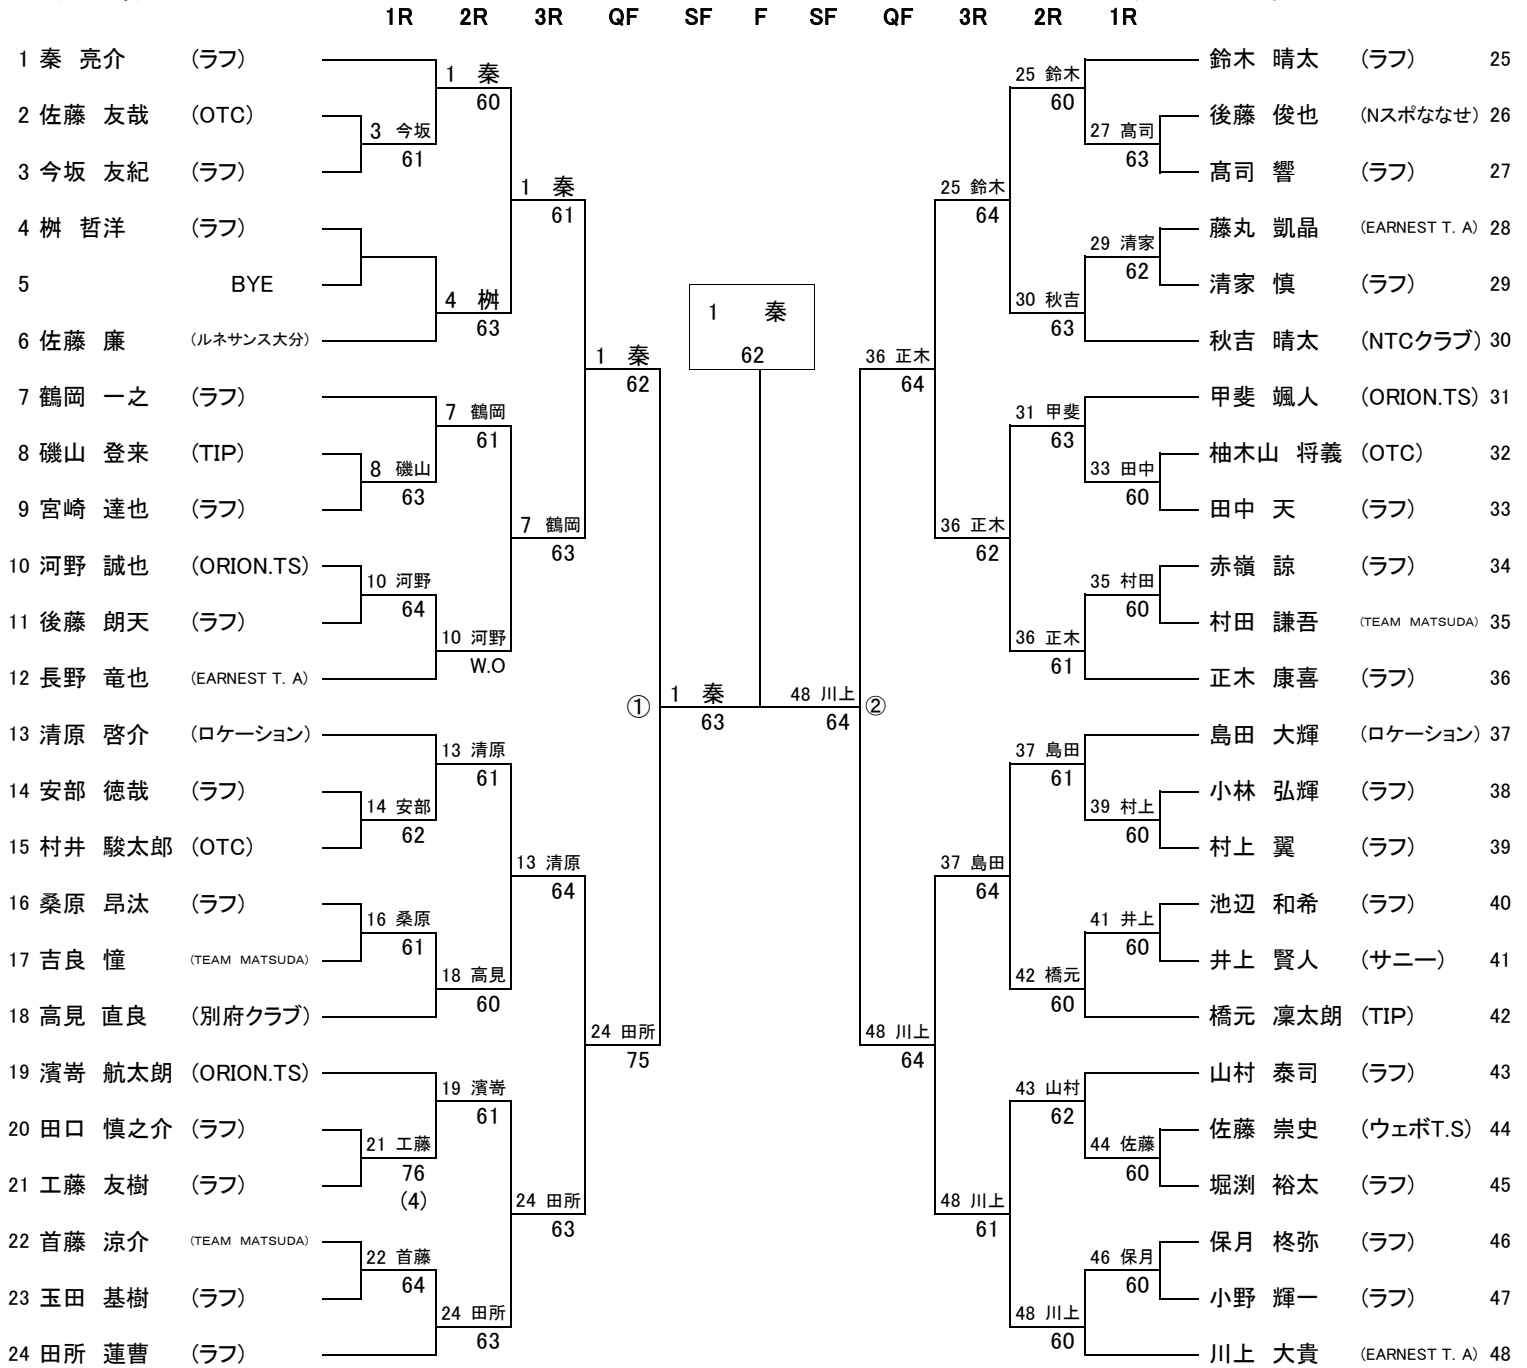 1R 2R 3R QF SF F SF QF 3R 2R 1R
1 秦 亮介 (ラフ)
2 佐藤 友哉 (OTC)
3 今坂 友紀 (ラフ)
4 桝 哲洋 (ラフ)
5 BYE
6 佐藤 廉 (ルネサンス大分)
7 鶴岡 一之 (ラフ)
8 磯山 登来 (TIP)
9 宮崎 達也 (ラフ)
10 河野 誠也 (ORION.TS)
11 後藤 朗天 (ラフ)
12 長野 竜也 (EARNEST T. A)
13 清原 啓介 (ロケーション)
14 安部 徳哉 (ラフ)
15 村井 駿太郎 (OTC)
16 桑原 昂汰 (ラフ)
17 吉良 憧 (TEAM MATSUDA)
18 高見 直良 (別府クラブ)
19 濱嵜 航太朗 (ORION.TS)
20 田口 慎之介 (ラフ)
21 工藤 友樹 (ラフ)
22 首藤 涼介 (TEAM MATSUDA)
23 玉田 基樹 (ラフ)
24 田所 蓮曹 (ラフ)
3 今坂
61
8 磯山
63
10 河野
64
14 安部
62
16 桑原
61
21 工藤
76
(4)
22 首藤
64
1 秦
60
4 桝
63
7 鶴岡
61
10 河野
W.O
13 清原
61
18 高見
60
19 濱嵜
61
24 田所
63
1 秦
61
7 鶴岡
63
13 清原
64
24 田所
63
1 秦
62
24 田所
75
①
1 秦
63
1 秦
62
48 川上
64
②
36 正木
64
48 川上
64
25 鈴木
64
36 正木
62
37 島田
64
48 川上
61
25 鈴木
60
30 秋吉
63
31 甲斐
63
36 正木
61
37 島田
61
42 橋元
60
43 山村
62
48 川上
60
27 髙司
63
29 清家
62
33 田中
60
35 村田
60
39 村上
60
41 井上
60
44 佐藤
60
46 保月
60
鈴木 晴太 (ラフ) 25
後藤 俊也 (Nスポななせ) 26
髙司 響 (ラフ) 27
藤丸 凱晶 (EARNEST T. A) 28
清家 慎 (ラフ) 29
秋吉 晴太 (NTCクラブ) 30
甲斐 颯人 (ORION.TS) 31
柚木山 将義 (OTC) 32
田中 天 (ラフ) 33
赤嶺 諒 (ラフ) 34
村田 謙吾 (TEAM MATSUDA) 35
正木 康喜 (ラフ) 36
島田 大輝 (ロケーション) 37
小林 弘輝 (ラフ) 38
村上 翼 (ラフ) 39
池辺 和希 (ラフ) 40
井上 賢人 (サニー) 41
橋元 凜太朗 (TIP) 42
山村 泰司 (ラフ) 43
佐藤 崇史 (ウェボT.S) 44
堀渕 裕太 (ラフ) 45
保月 柊弥 (ラフ) 46
小野 輝一 (ラフ) 47
川上 大貴 (EARNEST T. A) 48